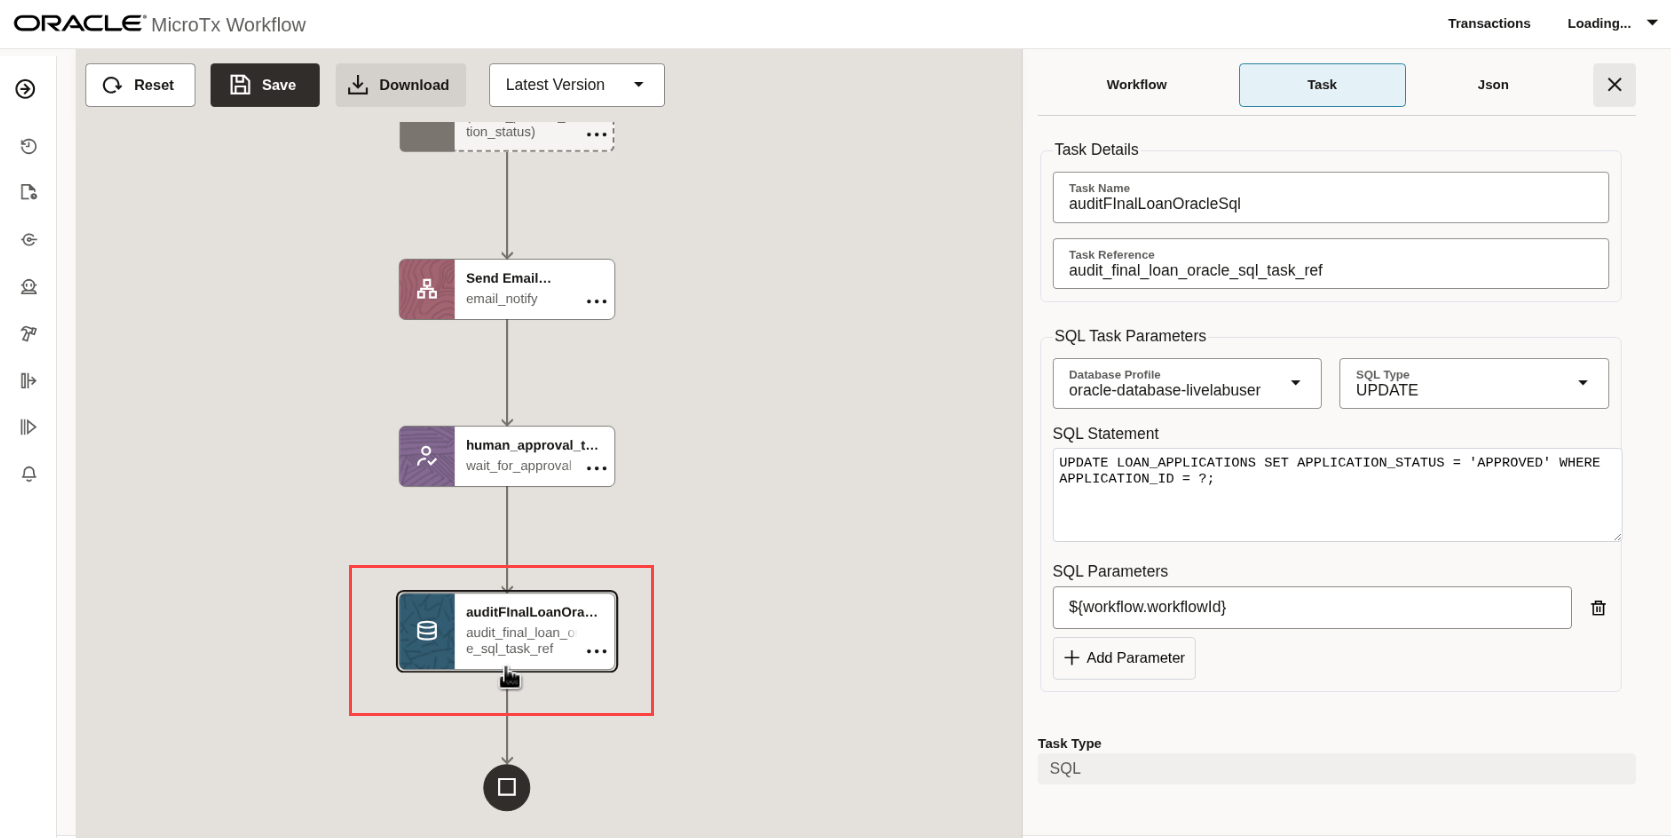 ORACLE MicroTx Workflow
Transactions
Loading...
Reset
Save
Download
Latest Version
tion_status)
Send Email...
email_notify
human_approval_t...
wait_for_approval
auditFInalLoanOra...
audit_final_loan_o
e_sql_task_ref
Workflow
Task
Json
Task Details
Task Name
auditFInalLoanOracleSql
Task Reference
audit_final_loan_oracle_sql_task_ref
SQL Task Parameters
Database Profile
oracle-database-livelabuser
SQL Type
UPDATE
SQL Statement
UPDATE LOAN_APPLICATIONS SET APPLICATION_STATUS = 'APPROVED' WHERE
APPLICATION_ID = ?;
SQL Parameters
${workflow.workflowId}
Add Parameter
Task Type
SQL